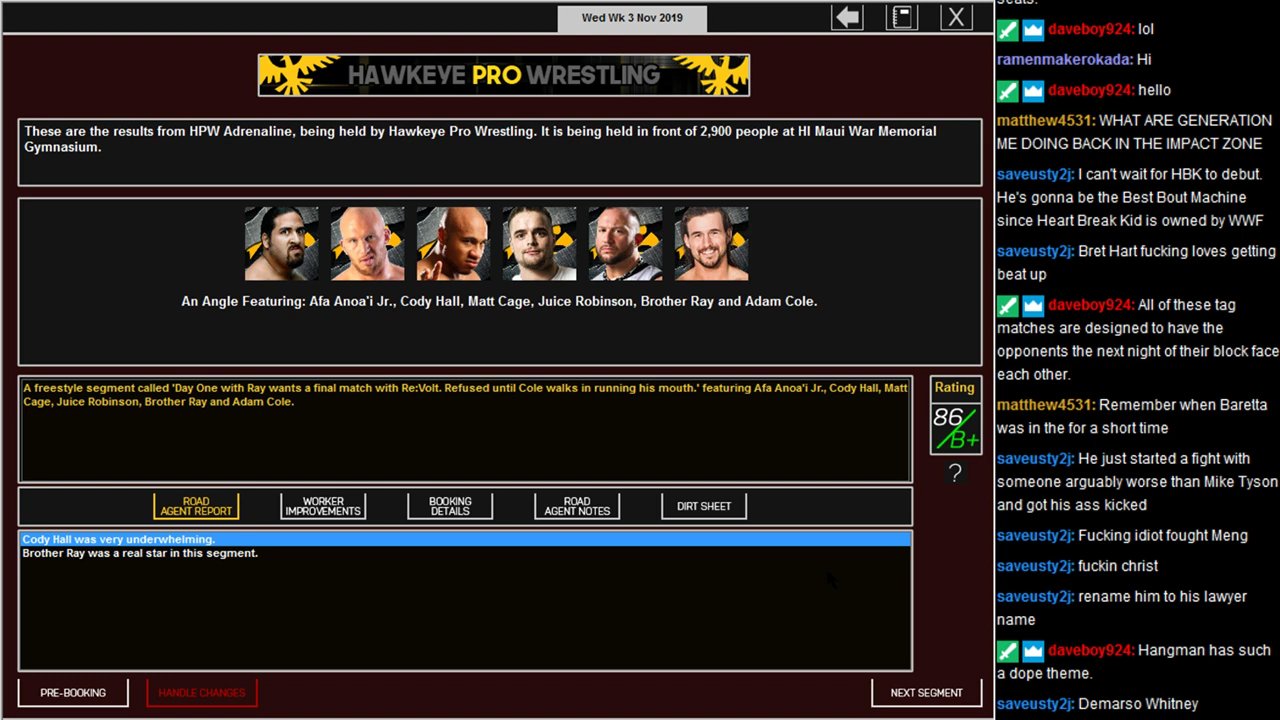 Wed Wk 3 Nov 2019
X
HAWKEYE PRO WRESTLING
These are the results from HPW Adrenaline, being held by Hawkeye Pro Wrestling. It is being held in front of 2,900 people at HI Maui War Memorial
Gymnasium.
An Angle Featuring: Afa Anoa'i Jr., Cody Hall, Matt Cage, Juice Robinson, Brother Ray and Adam Cole.
A freestyle segment called 'Day One with Ray wants a final match with Re:Volt. Refused until Cole walks in running his mouth.' featuring Afa Anoa'i Jr., Cody Hall, Matt
Cage, Juice Robinson, Brother Ray and Adam Cole.
Rating
86/B+
?
ROAD
AGENT REPORT
WORKER
IMPROVEMENTS
BOOKING
DETAILS
ROAD
AGENT NOTES
DIRT SHEET
Cody Hall was very underwhelming.
Brother Ray was a real star in this segment.
PRE-BOOKING
HANDLE CHANGES
NEXT SEGMENT
daveboy924: lol
ramenmakerokada: Hi
daveboy924: hello
matthew4531: WHAT ARE GENERATION
ME DOING BACK IN THE IMPACT ZONE
saveusty2j: I can't wait for HBK to debut.
He's gonna be the Best Bout Machine
since Heart Break Kid is owned by WWF
saveusty2j: Bret Hart fucking loves getting
beat up
daveboy924: All of these tag
matches are designed to have the
opponents the next night of their block face
each other.
matthew4531: Remember when Baretta
was in the for a short time
saveusty2j: He just started a fight with
someone arguably worse than Mike Tyson
and got his ass kicked
saveusty2j: Fucking idiot fought Meng
saveusty2j: fuckin christ
saveusty2j: rename him to his lawyer
name
daveboy924: Hangman has such
a dope theme.
saveusty2j: Demarso Whitney